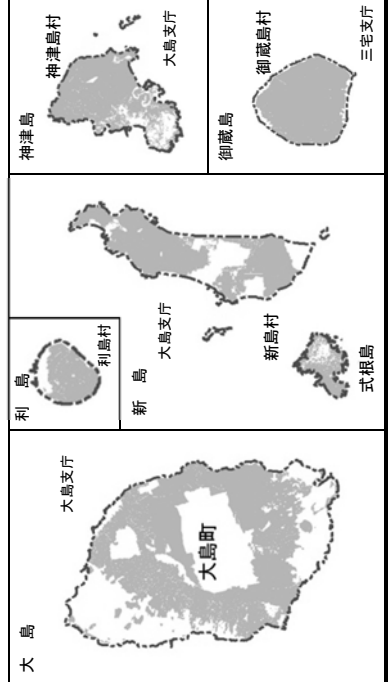 大　島
大島支庁
大島町
利　島
利島村
新　島
大島支庁
新島村
式根島
神津島
神津島村
大島支庁
御蔵島
御蔵島村
三宅支庁